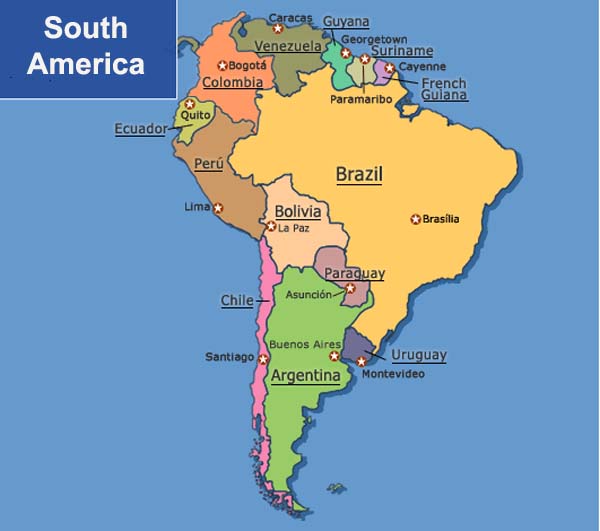 South
America
Caracas
Guyana
Georgetown
Venezuela
Suriname
Bogotá
Cayenne
Colombia
French
Guiana
Paramaribo
Quito
Ecuador
Perú
Brazil
Lima
Bolivia
Brasília
La Paz
Paraguay
Asunción
Chile
Buenos Aires
Santiago
Uruguay
Argentina
Montevideo